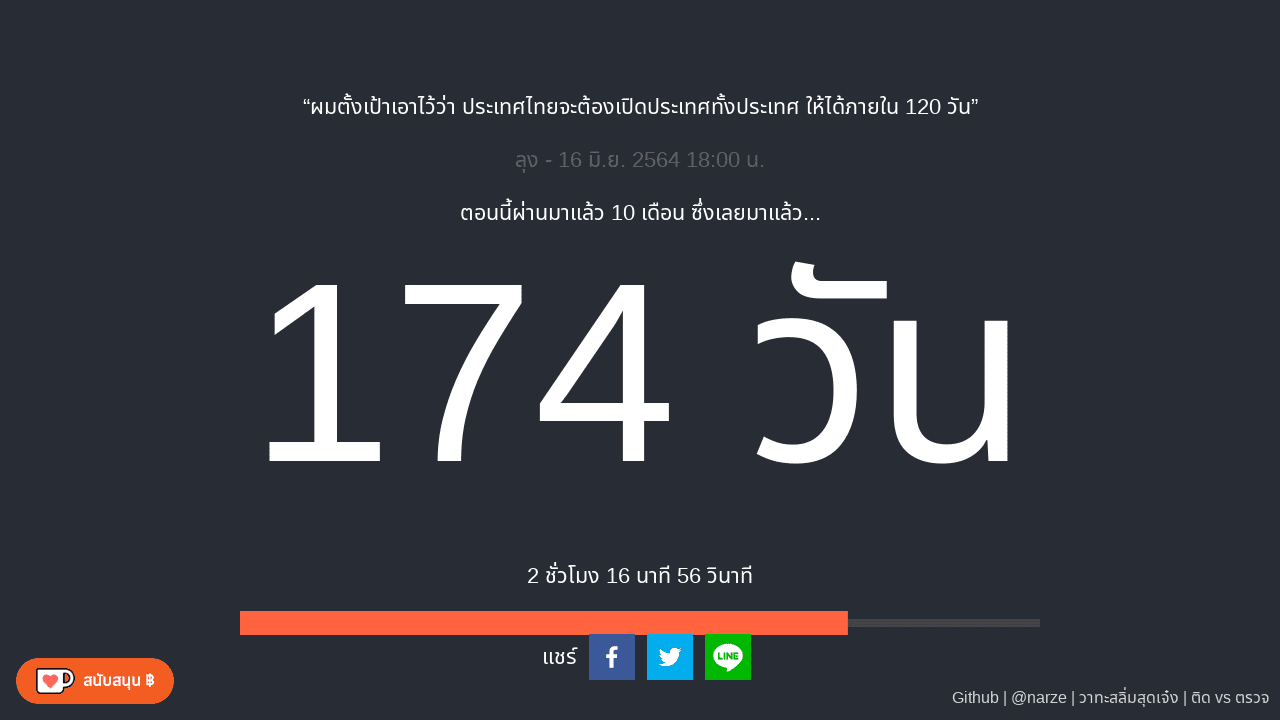 “ผมตั้งเป้าเอาไว้ว่า ประเทศไทยจะต้องเปิดประเทศทั้งประเทศ ให้ได้ภายใน 120 วัน”
ลุง - 16 มิ.ย. 2564 18:00 น.
ตอนนี้ผ่านมาแล้ว 10 เดือน ซึ่งเลยมาแล้ว...
174 วัน
2 ชั่วโมง 16 นาที 56 วินาที
แชร์
LINE
สนับสนุน ฿
Github | @narze | วาทะสลิ่มสุดเจ๋ง | ติด vs ตรวจ